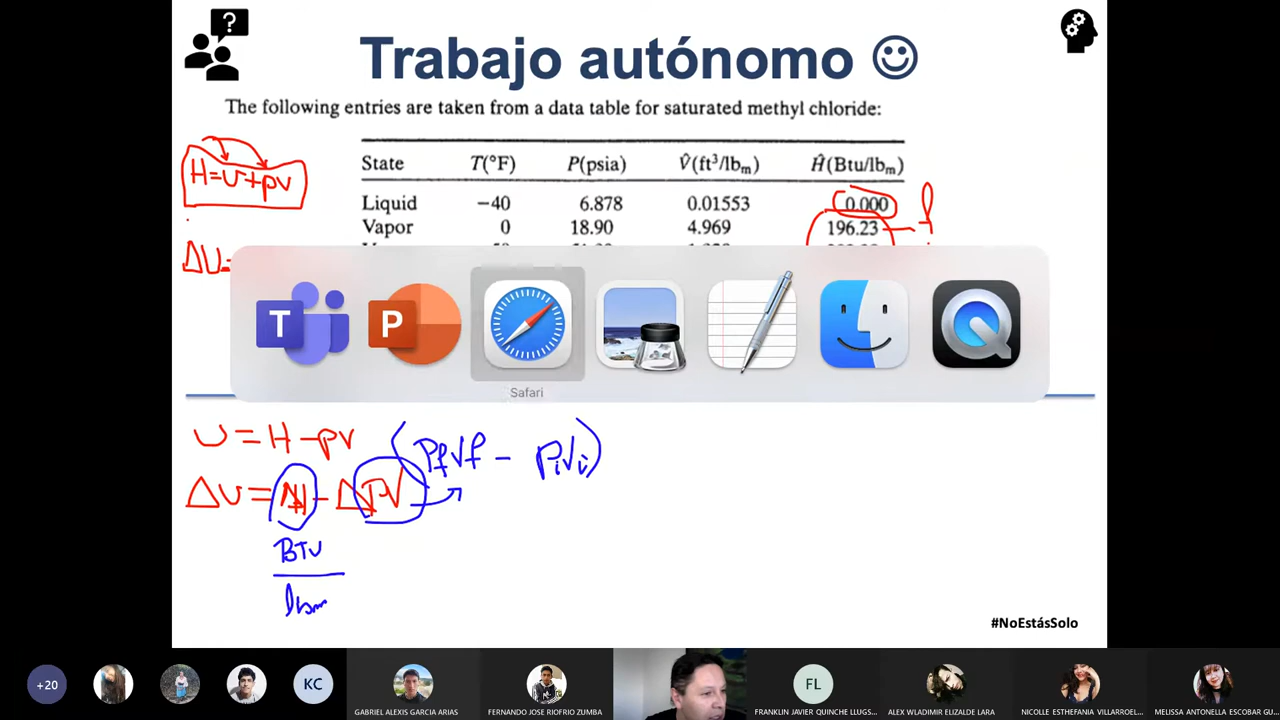 Trabajo autónomo ☺
The following entries are taken from a data table for saturated methyl chloride:
State T(°F) P(psia) V̂(ft³/lbₘ) Ĥ(Btu/lbₘ)
Liquid −40 6.878 0.01553 0.000
Vapor 0 18.90 4.969 196.23
H=U+PV
ΔU=
Safari
U = H - PV
(PfVf - PiVi)
ΔU = ΔH - ΔPV
BTU
lbm
#NoEstásSolo
+20
KC
FL
GABRIEL ALEXIS GARCIA ARIAS
FERNANDO JOSE RIOFRIO ZUMBA
FRANKLIN JAVIER QUINCHE LLUGS...
ALEX WLADIMIR ELIZALDE LARA
NICOLLE ESTHEFANIA VILLARROEL...
MELISSA ANTONELLA ESCOBAR GU...